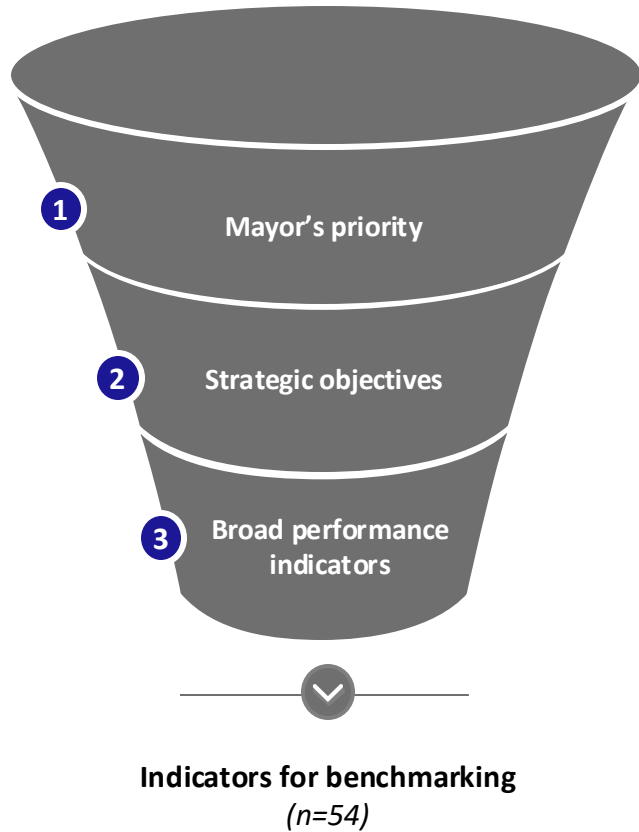 1
Mayor’s priority
2
Strategic objectives
3
Broad performance
indicators
Indicators for benchmarking
(n=54)